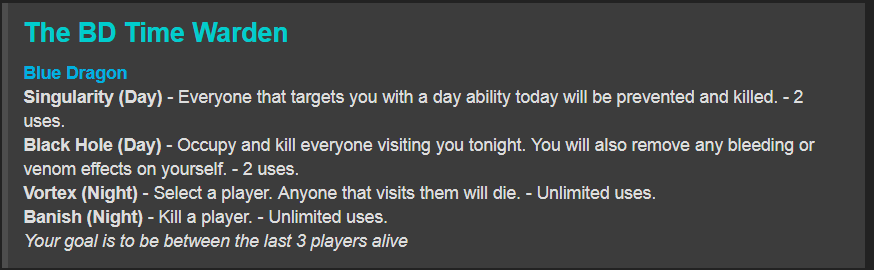 The BD Time Warden
Blue Dragon
Singularity (Day) - Everyone that targets you with a day ability today will be prevented and killed. - 2
uses.
Black Hole (Day) - Occupy and kill everyone visiting you tonight. You will also remove any bleeding or
venom effects on yourself. - 2 uses.
Vortex (Night) - Select a player. Anyone that visits them will die. - Unlimited uses.
Banish (Night) - Kill a player. - Unlimited uses.
Your goal is to be between the last 3 players alive